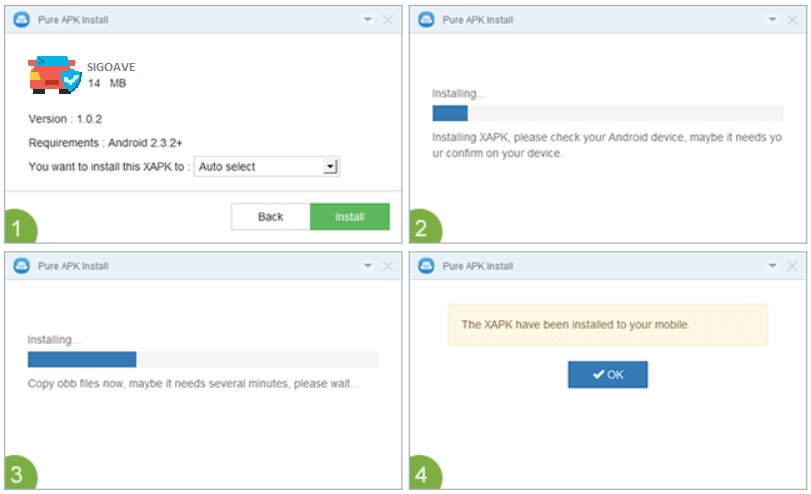 Pure APK Install
SIGOAVE
14 MB
Version : 1.0.2
Requirements : Android 2.3.2+
You want to install this XAPK to : Auto select
Back Install
1
Pure APK Install
Installing...
Installing XAPK, please check your Android device, maybe it needs yo
ur confirm on your device.
2
Pure APK Install
Installing...
Copy obb files now, maybe it needs several minutes, please wait...
3
Pure APK Install
The XAPK have been installed to your mobile.
OK
4